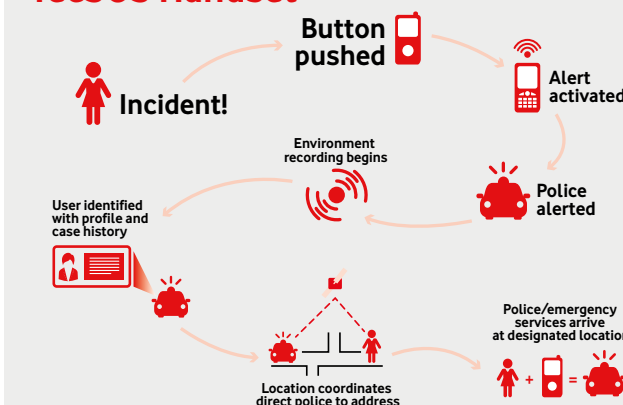 Handset
Incident!
Button
pushed
Alert
activated
Police
alerted
Environment
recording begins
User identified
with profile and
case history
Location coordinates
direct police to address
Police/emergency
services arrive
at designated location
+ =